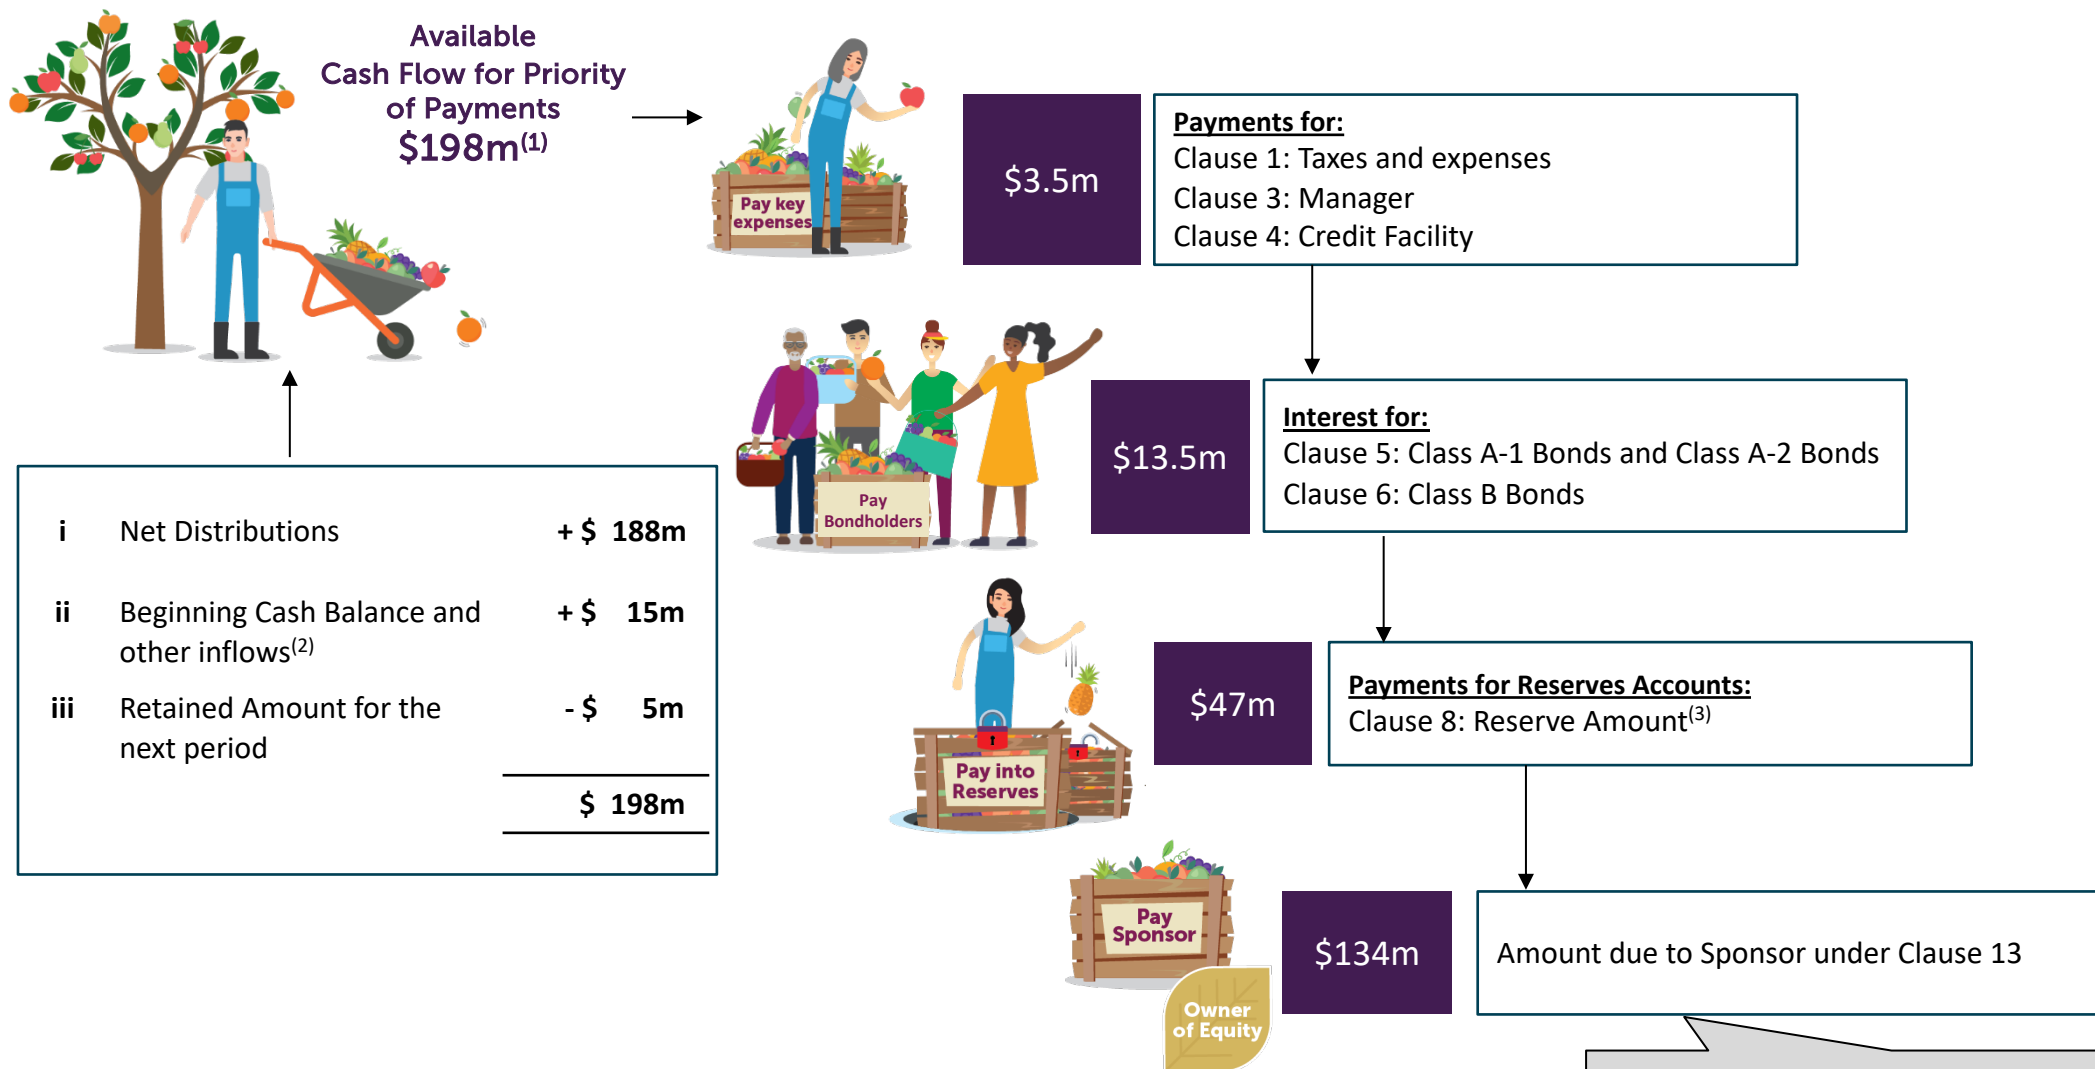 Available
Cash Flow for Priority
of Payments
$198m(1)
i Net Distributions + $ 188m
ii Beginning Cash Balance and + $ 15m
other inflows(2)
iii Retained Amount for the - $ 5m
next period
$ 198m
Pay key
expenses
$3.5m
Payments for:
Clause 1: Taxes and expenses
Clause 3: Manager
Clause 4: Credit Facility
Pay
Bondholders
$13.5m
Interest for:
Clause 5: Class A-1 Bonds and Class A-2 Bonds
Clause 6: Class B Bonds
Pay into
Reserves
$47m
Payments for Reserves Accounts:
Clause 8: Reserve Amount(3)
Pay
Sponsor
Owner
of Equity
$134m
Amount due to Sponsor under Clause 13